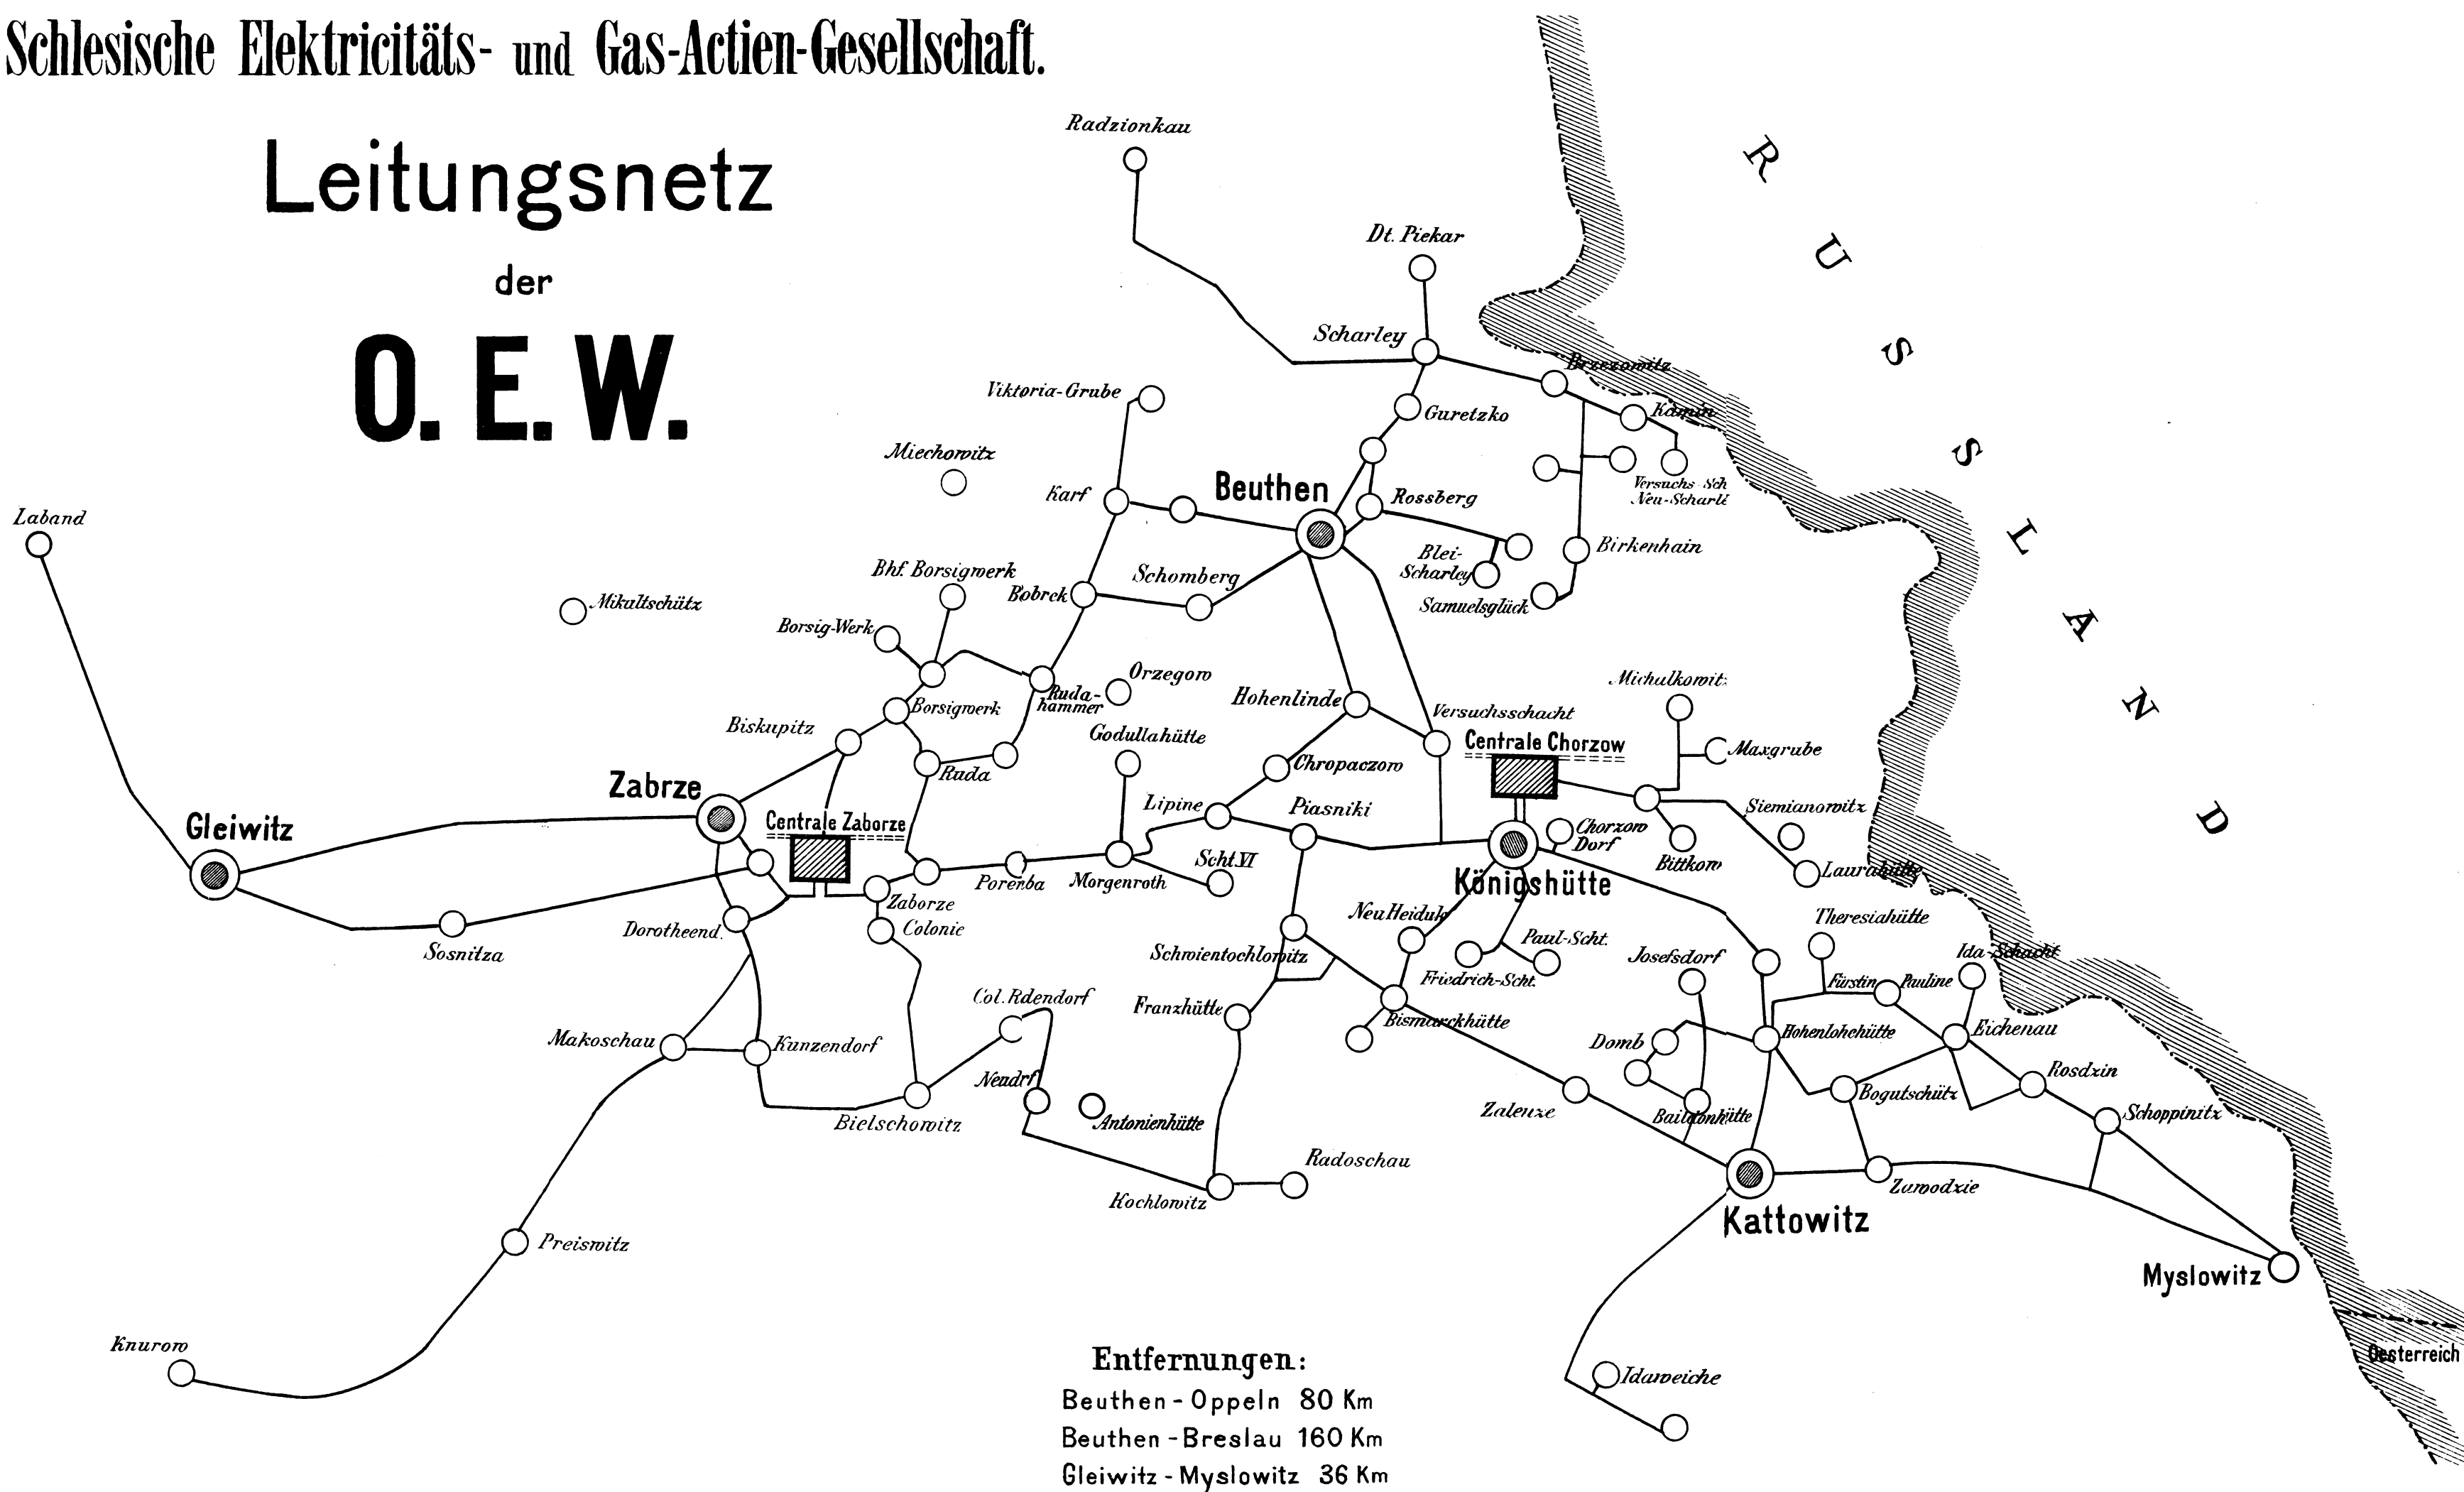 Schlesische Elektricitäts- und Gas-Actien-Gesellschaft.
Leitungsnetz
der
O. E. W.
RUSSLAND
Radzionkau
Dt. Piekar
Scharley
Brzezowitz
Viktoria-Grube
Guretzko
Kamin
Miechowitz
Karf
Beuthen
Rossberg
Versuchs-Sch
Neu-Scharl
Laband
Blei-
Scharley
Birkenhain
Bhf. Borsigwerk
Schomberg
Bobrek
Samuelsglück
Mikultschütz
Borsig-Werk
Orzegow
Ruda-
hammer
Michulkowit
Hohenlinde
Borsigwerk
Biskupitz
Versuchsschacht
Godullahütte
Centrale Chorzow
Maxgrube
Chropaczow
Ruda
Zabrze
Lipine
Piasniki
Siemianowitz
Gleiwitz
Centrale Zaborze
Chorzow
Dorf
Scht. VI
Bittkow
Laurahütte
Porenba
Morgenroth
Königshütte
Zaborze
Colonie
Dorotheend.
Neu Heiduk
Theresiahütte
Sosnitza
Schwientochlowitz
Paul-Scht.
Friedrich-Scht.
Josefsdorf
Ida-Schacht
Fürstin
Pauline
Col. Rdendorf
Franzhütte
Bismarckhütte
Hohenlohehütte
Eichenau
Makoschau
Kunzendorf
Domb
Rosdzin
Neudrf
Bogutschütz
Zalenze
Baildonhütte
Schoppinitz
Bielschowitz
Antonienhütte
Radoschau
Kochlowitz
Zawodzie
Kattowitz
Preiswitz
Myslowitz
Knurow
Oesterreich
Idaweiche
Entfernungen:
Beuthen - Oppeln 80 Km
Beuthen - Breslau 160 Km
Gleiwitz - Myslowitz 36 Km